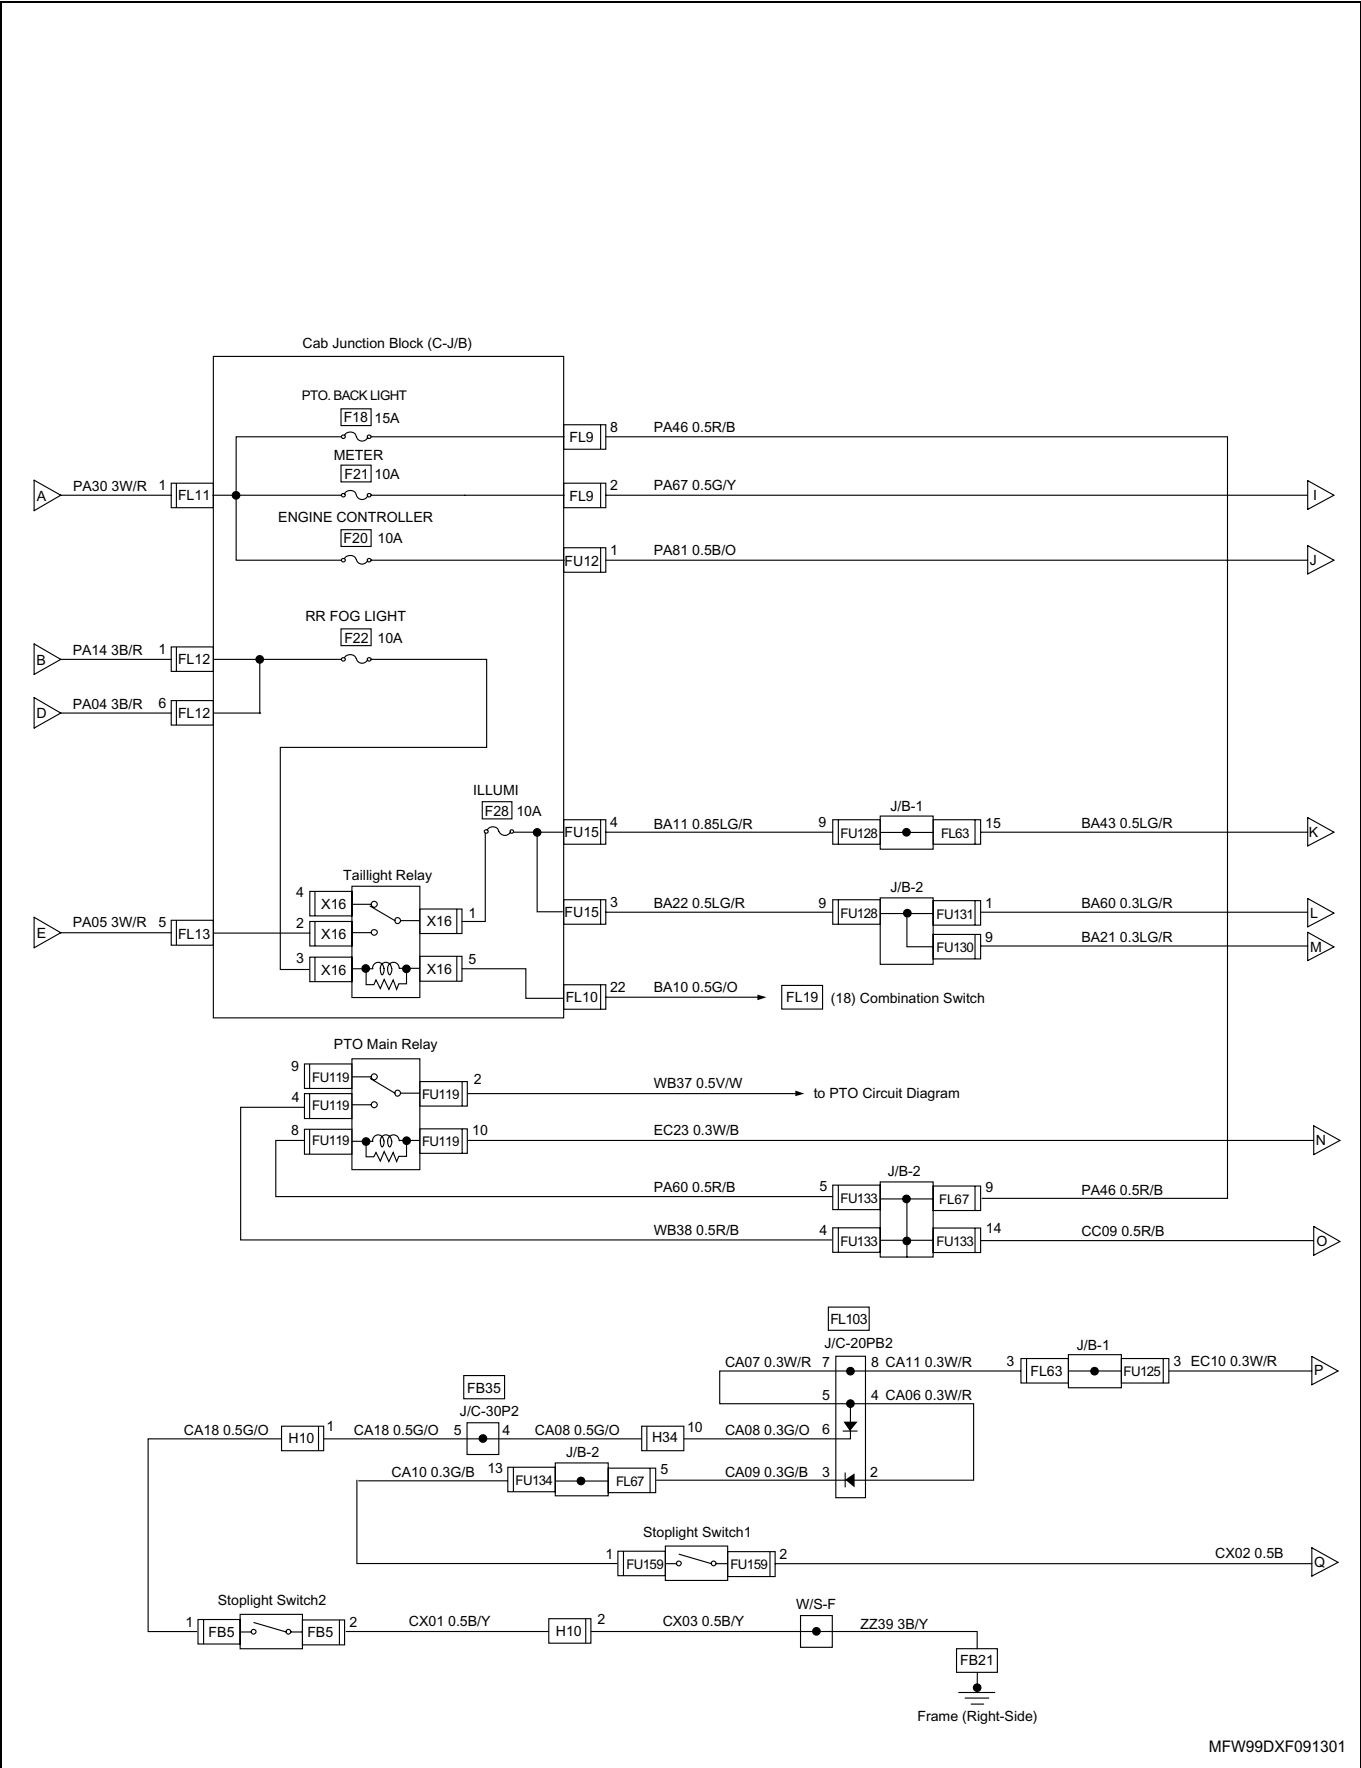 Cab Junction Block (C-J/B)
PTO. BACK LIGHT
F18 15A
FL9 8 PA46 0.5R/B
METER
F21 10A
A PA30 3W/R 1 FL11
FL9 2 PA67 0.5G/Y I
ENGINE CONTROLLER
F20 10A
FU12 1 PA81 0.5B/O J
RR FOG LIGHT
F22 10A
B PA14 3B/R 1 FL12
D PA04 3B/R 6 FL12
ILLUMI
F28 10A
J/B-1
FU15 4 BA11 0.85LG/R 9 FU128 FL63 15 BA43 0.5LG/R K
Taillight Relay
J/B-2
4 X16
X16 1
FU15 3 BA22 0.5LG/R 9 FU128 FU131 1 BA60 0.3LG/R L
E PA05 3W/R 5 FL13 2 X16
FU130 9 BA21 0.3LG/R M
3 X16 X16 5
FL10 22 BA10 0.5G/O FL19 (18) Combination Switch
PTO Main Relay
9 FU119
FU119 2 WB37 0.5V/W to PTO Circuit Diagram
4 FU119
8 FU119 FU119 10 EC23 0.3W/B N
J/B-2
PA60 0.5R/B 5 FU133 FL67 9 PA46 0.5R/B
WB38 0.5R/B 4 FU133 FU133 14 CC09 0.5R/B O
FL103
J/C-20PB2
J/B-1
CA07 0.3W/R 7 8 CA11 0.3W/R 3 FL63 FU125 3 EC10 0.3W/R P
FB35
5 4 CA06 0.3W/R
J/C-30P2
CA18 0.5G/O H10 1 CA18 0.5G/O 5 4 CA08 0.5G/O H34 10 CA08 0.3G/O 6
J/B-2
CA10 0.3G/B 13 FU134 FL67 5 CA09 0.3G/B 3 2
Stoplight Switch1
1 FU159 FU159 2 CX02 0.5B Q
Stoplight Switch2
W/S-F
1 FB5 FB5 2 CX01 0.5B/Y H10 2 CX03 0.5B/Y ZZ39 3B/Y
FB21
Frame (Right-Side)
MFW99DXF091301